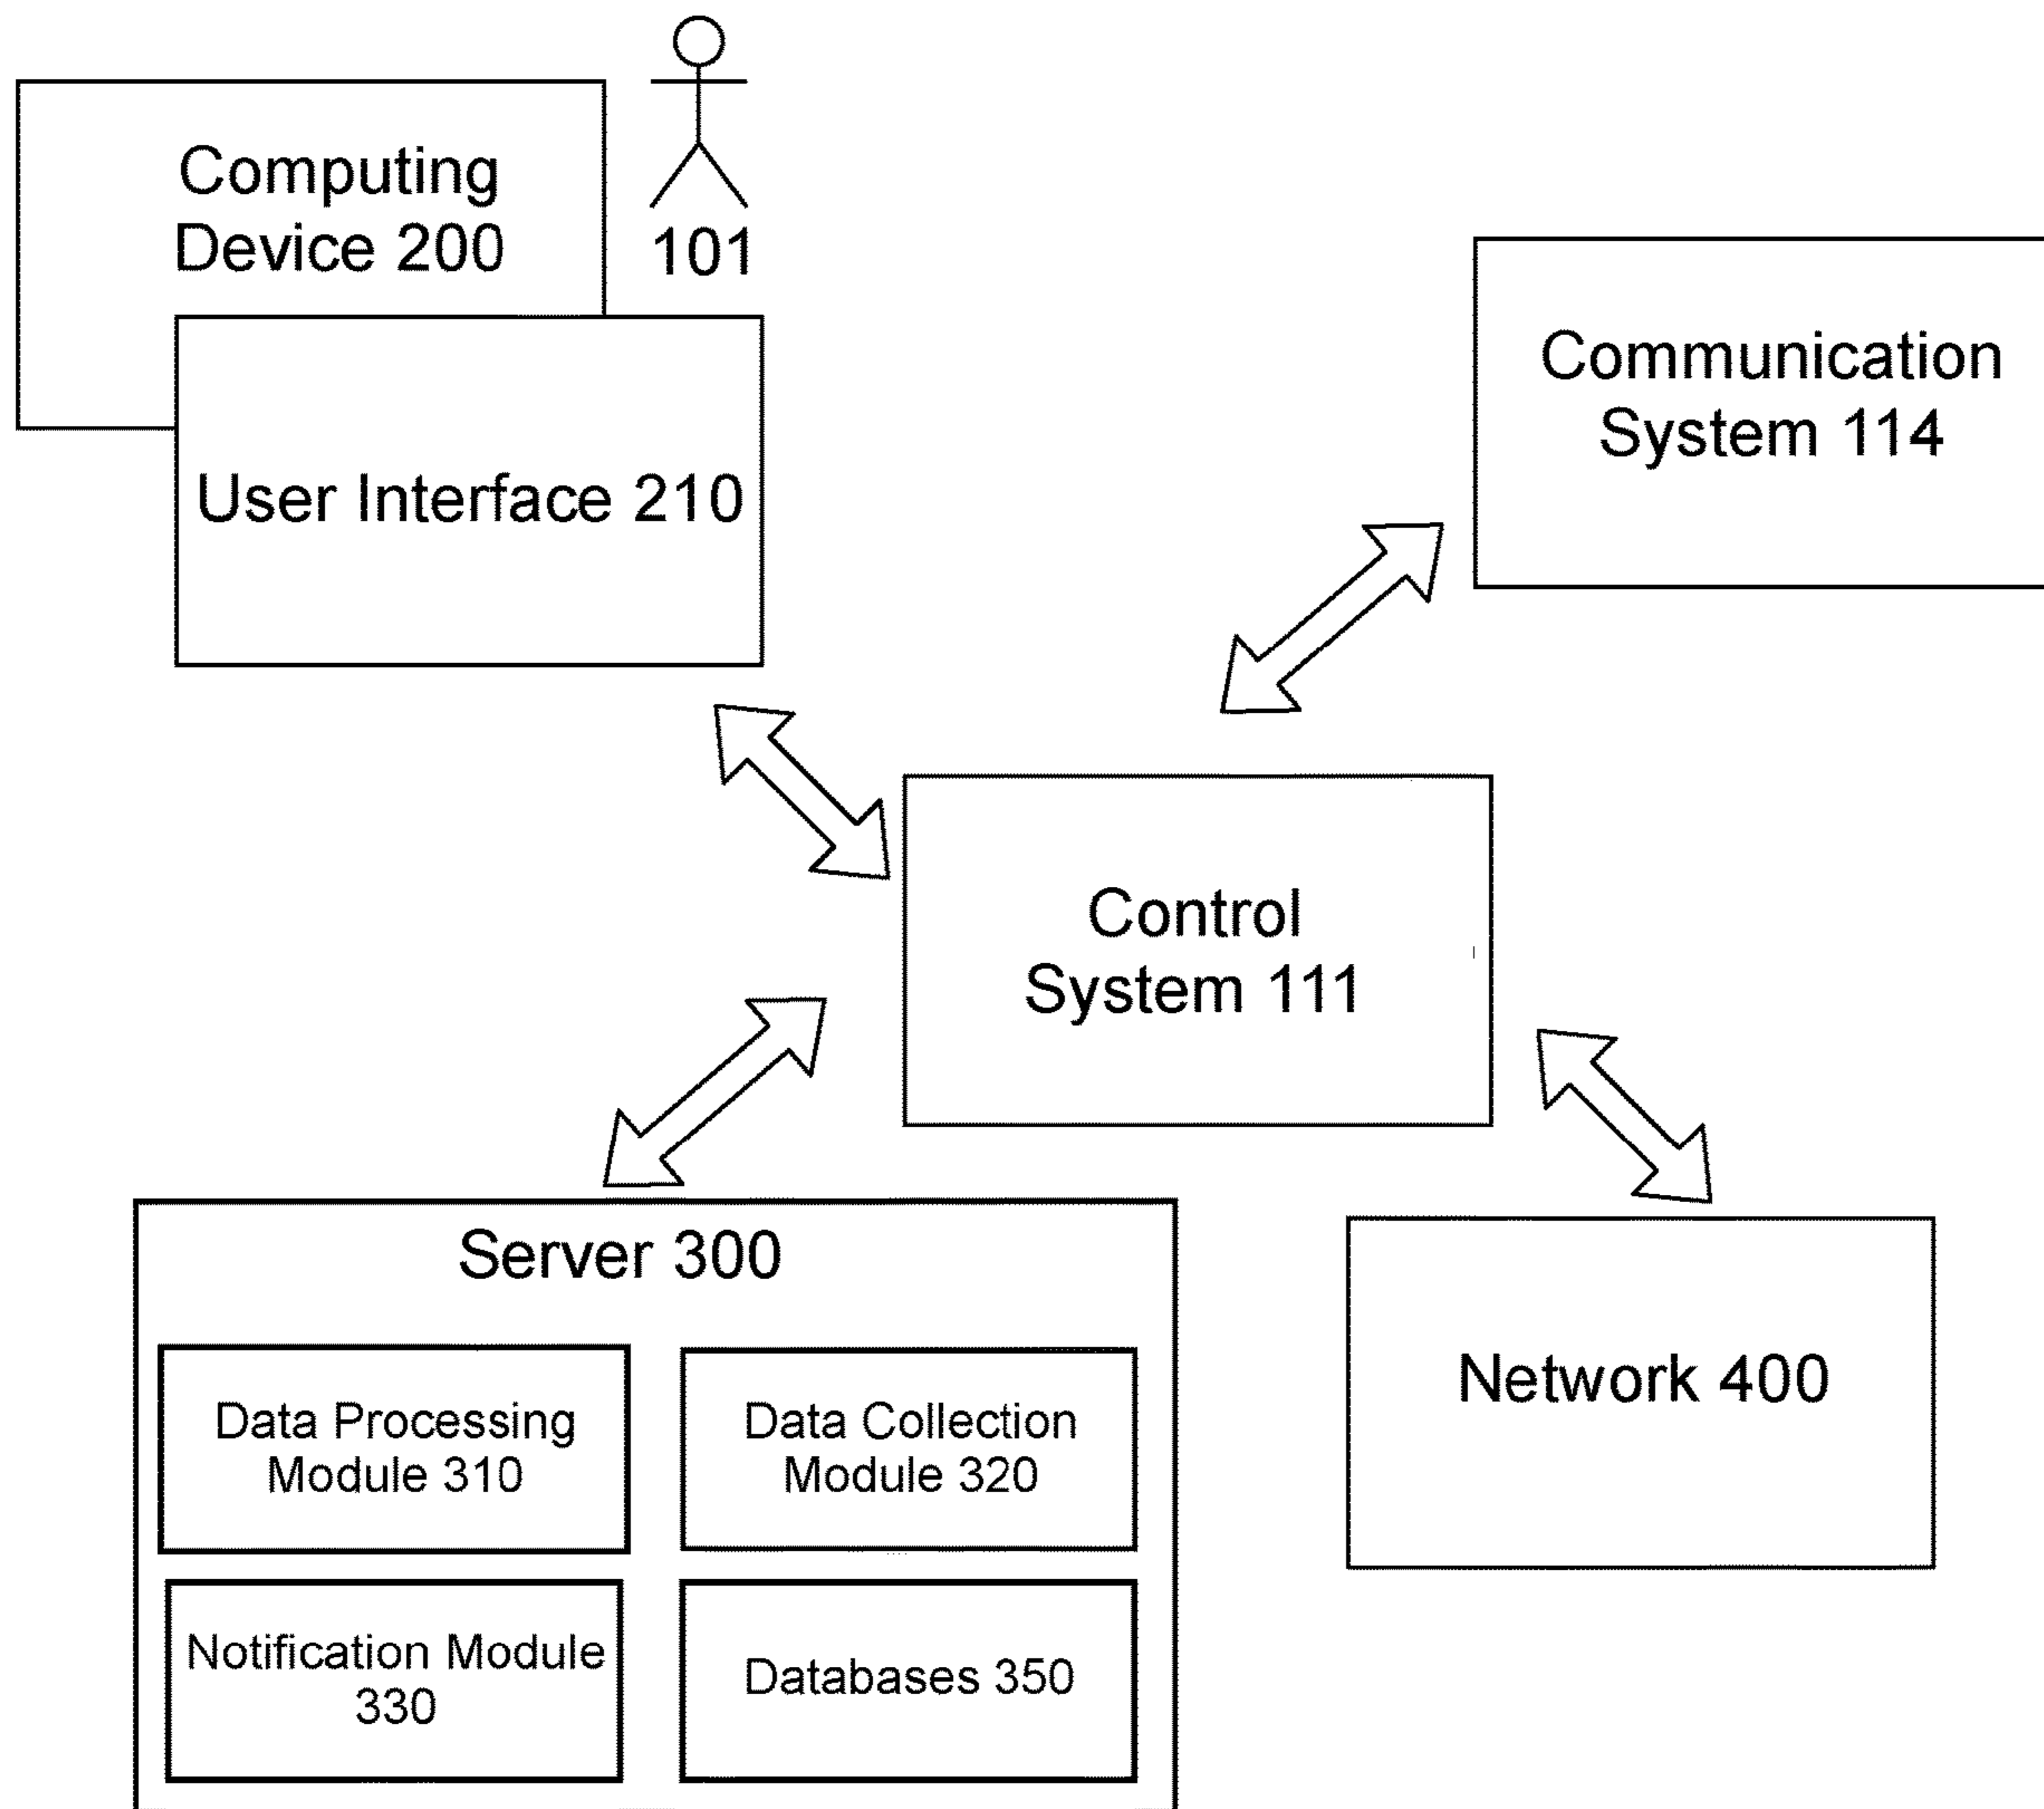 Computing
Device 200
101
User Interface 210
Communication
System 114
Control
System 111
Server 300
Data Processing
Module 310
Data Collection
Module 320
Notification Module
330
Databases 350
Network 400